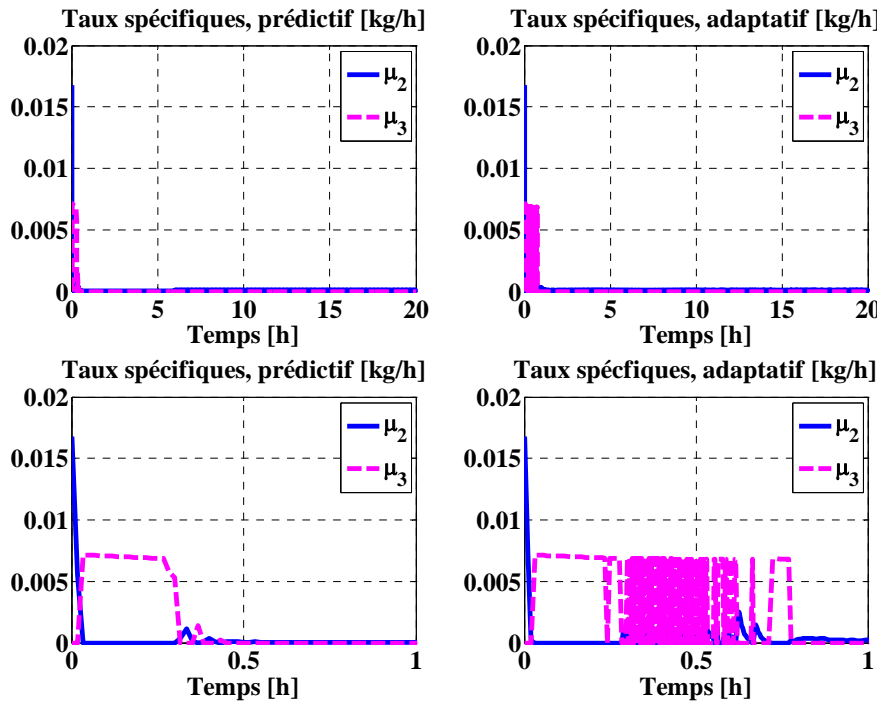 Taux spécifiques, prédictif [kg/h]
0.02
0.015
0.01
0.005
0
μ2
μ3
0 5 10 15 20
Temps [h]
Taux spécifiques, adaptatif [kg/h]
0.02
0.015
0.01
0.005
0
μ2
μ3
0 5 10 15 20
Temps [h]
Taux spécifiques, prédictif [kg/h]
0.02
0.015
0.01
0.005
0
μ2
μ3
0 0.5 1
Temps [h]
Taux spécfiques, adaptatif [kg/h]
0.02
0.015
0.01
0.005
0
μ2
μ3
0 0.5 1
Temps [h]